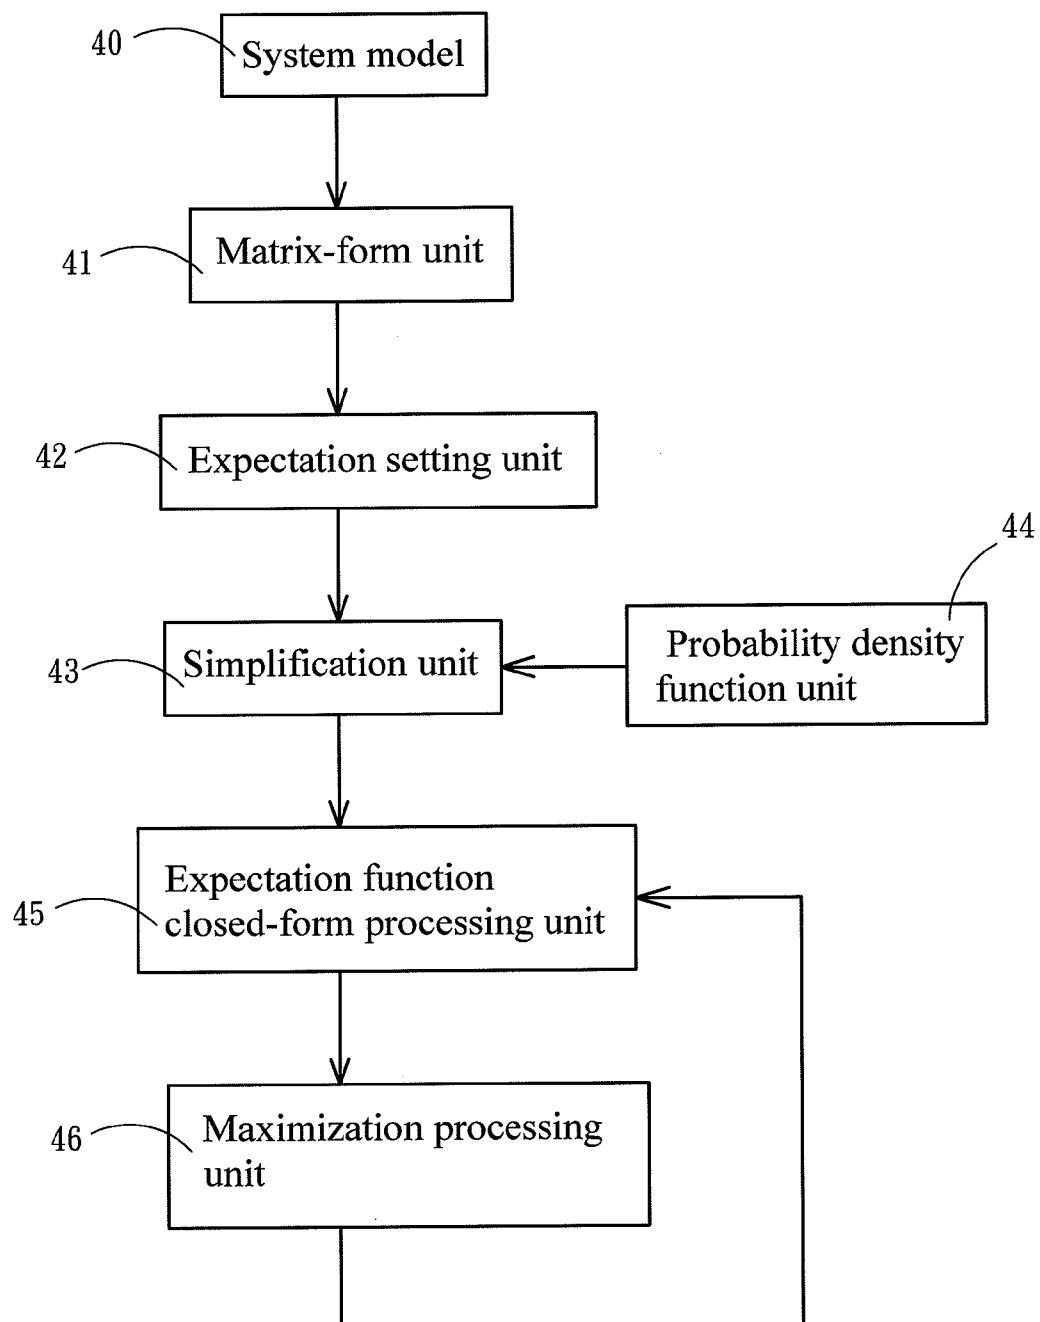 40
System model
41
Matrix-form unit
42
Expectation setting unit
44
43
Simplification unit
Probability density
function unit
45
Expectation function
closed-form processing unit
46
Maximization processing
unit